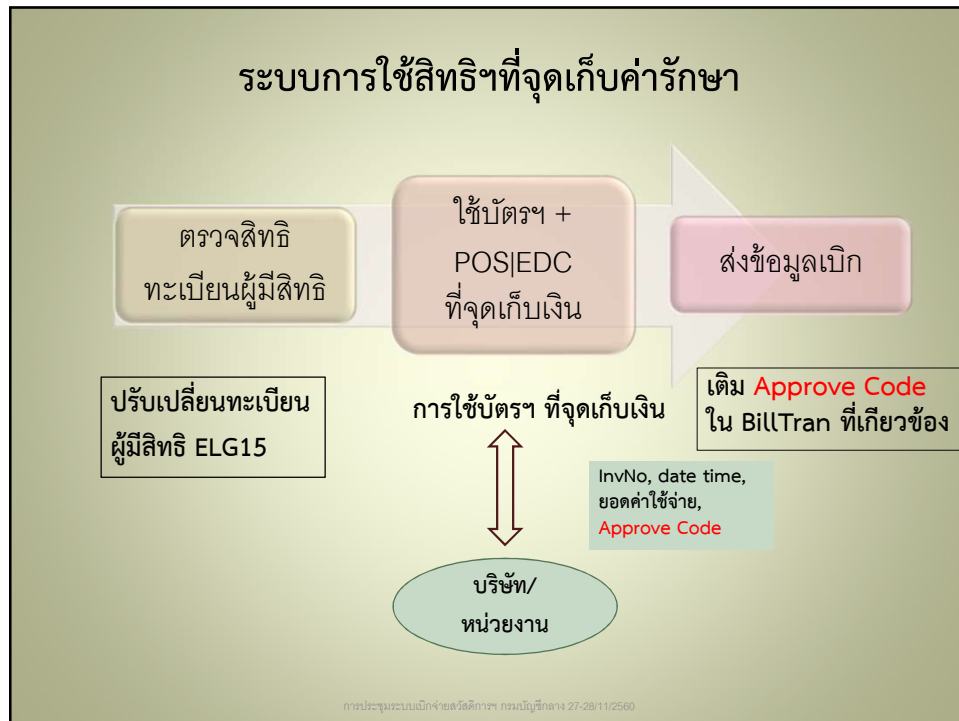 ระบบการใช้สิทธิฯที่จุดเก็บค่ารักษา
ตรวจสิทธิ
ทะเบียนผู้มีสิทธิ
ใช้บัตรฯ +
POS|EDC
ที่จุดเก็บเงิน
ส่งข้อมูลเบิก
ปรับเปลี่ยนทะเบียน
ผู้มีสิทธิ ELG15
การใช้บัตรฯ ที่จุดเก็บเงิน
เติม Approve Code
ใน BillTran ที่เกียวข้อง
InvNo, date time,
ยอดค่าใช้จ่าย,
Approve Code
บริษัท/
หน่วยงาน
การประชุมระบบเบิกจ่ายสวัสดิการฯ กรมบัญชีกลาง 27-28/11/2560